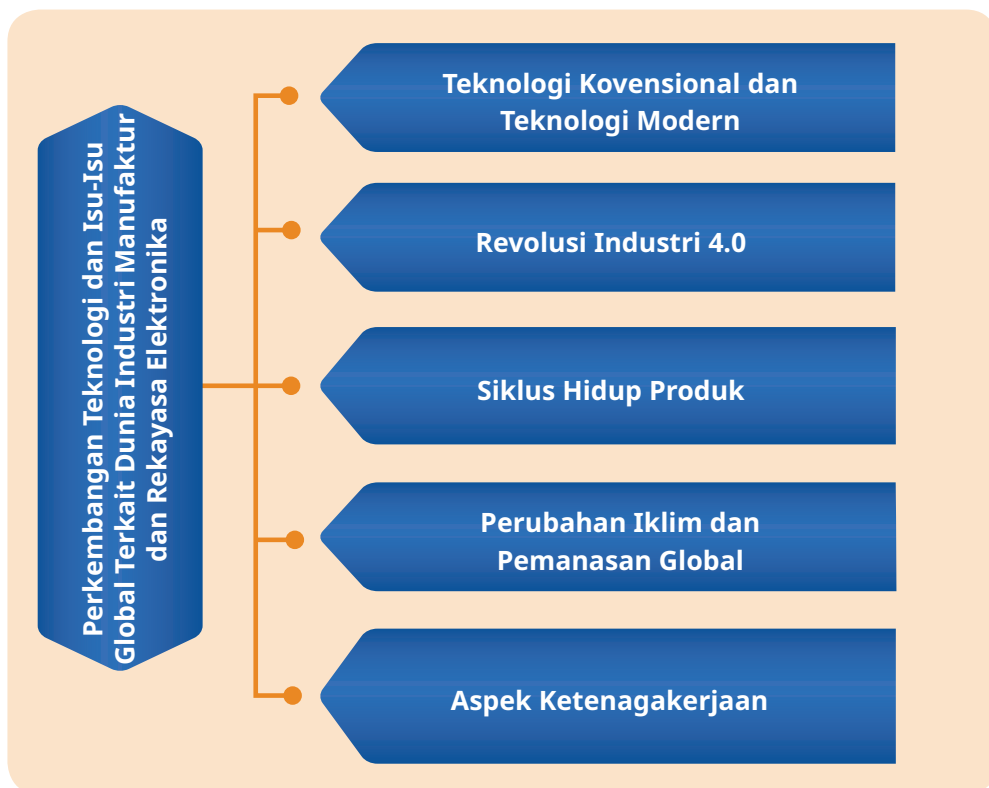 Perkembangan Teknologi dan Isu-Isu
Global Terkait Dunia Industri Manufaktur
dan Rekayasa Elektronika
Teknologi Kovensional dan
Teknologi Modern
Revolusi Industri 4.0
Siklus Hidup Produk
Perubahan Iklim dan
Pemanasan Global
Aspek Ketenagakerjaan